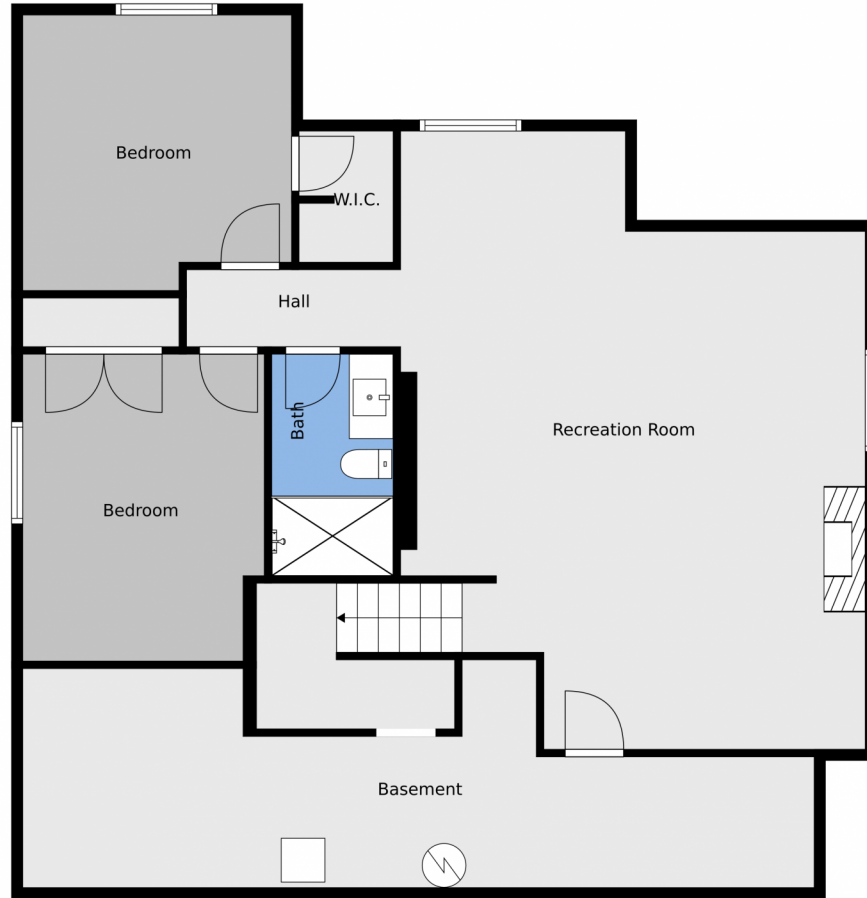 Bedroom
W.I.C.
Hall
Bath
Recreation Room
Bedroom
Basement